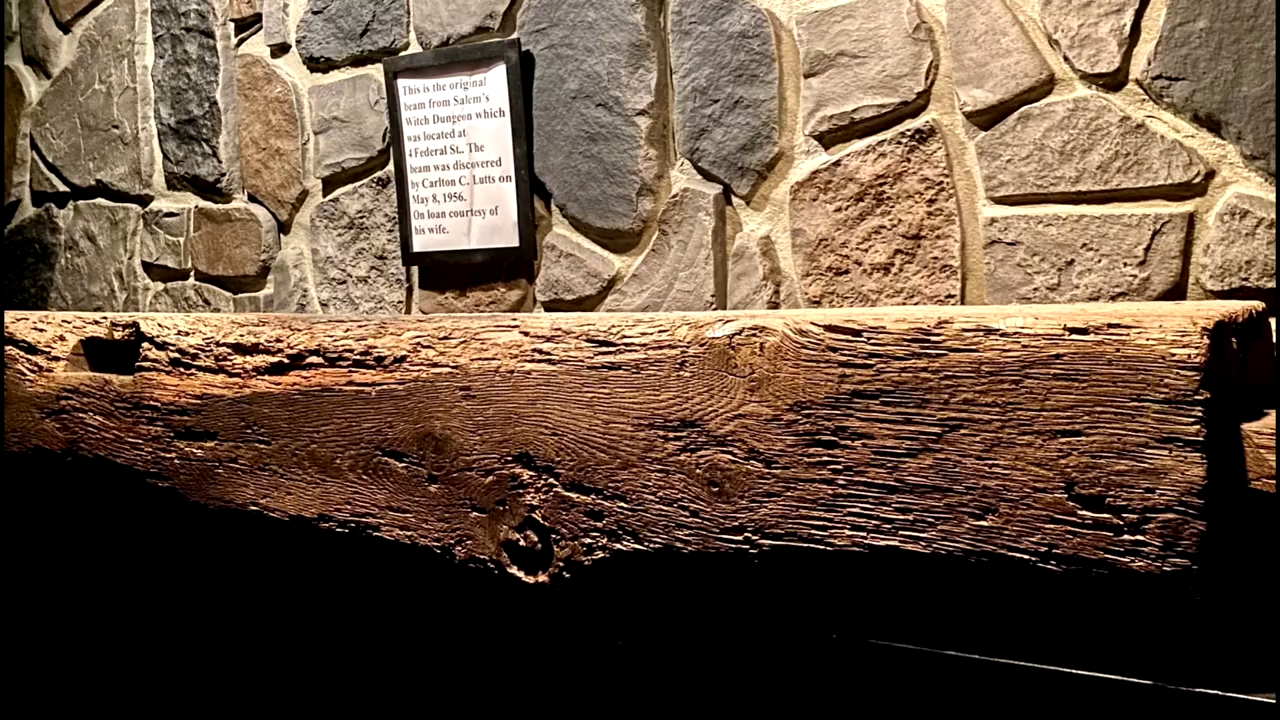 This is the original
beam from Salem's
Witch Dungeon which
was located at
4 Federal St.. The
beam was discovered
by Carlton C. Lutts on
May 8, 1956.
On loan courtesy of
his wife.